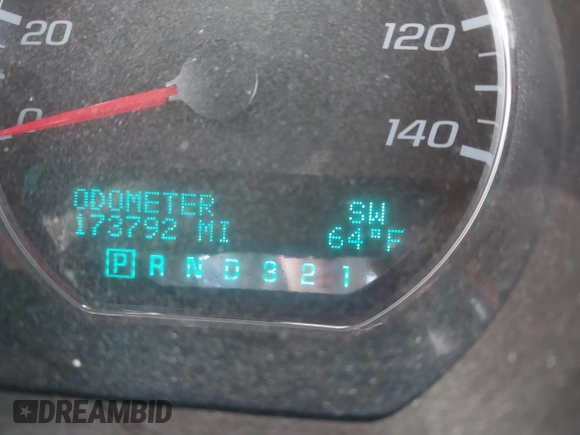 20
0
120
140
ODOMETER
173792 MI
SW
64°F
P R N D 3 2 1
DREAMBID